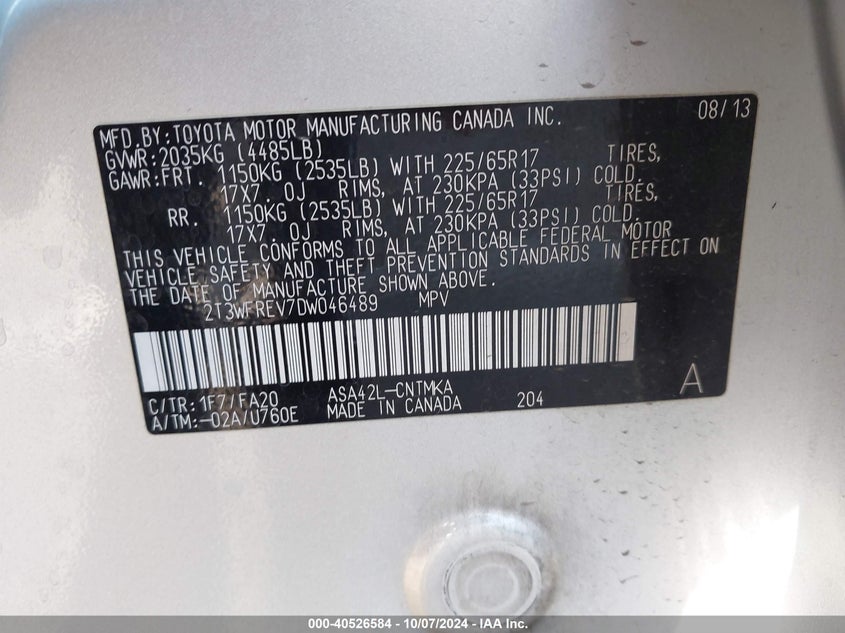 MFD.BY:TOYOTA MOTOR MANUFACTURING CANADA INC. 08/13
GVWR:2035KG (4485LB)
GAWR:FRT. 1150KG (2535LB) WITH 225/65R17 TIRES,
17X7.0J RIMS, AT 230KPA (33PSI) COLD.
RR. 1150KG (2535LB) WITH 225/65R17 TIRES,
17X7.0J RIMS, AT 230KPA (33PSI) COLD.
THIS VEHICLE CONFORMS TO ALL APPLICABLE FEDERAL MOTOR
VEHICLE SAFETY AND THEFT PREVENTION STANDARDS IN EFFECT ON
THE DATE OF MANUFACTURE SHOWN ABOVE.
2T3WFREV7DW046489 MPV
C/TR:1F7/FA20 ASA42L-CNTMKA A
A/TM:-02A/U760E MADE IN CANADA 204
000-40526584 - 10/07/2024 - IAA Inc.